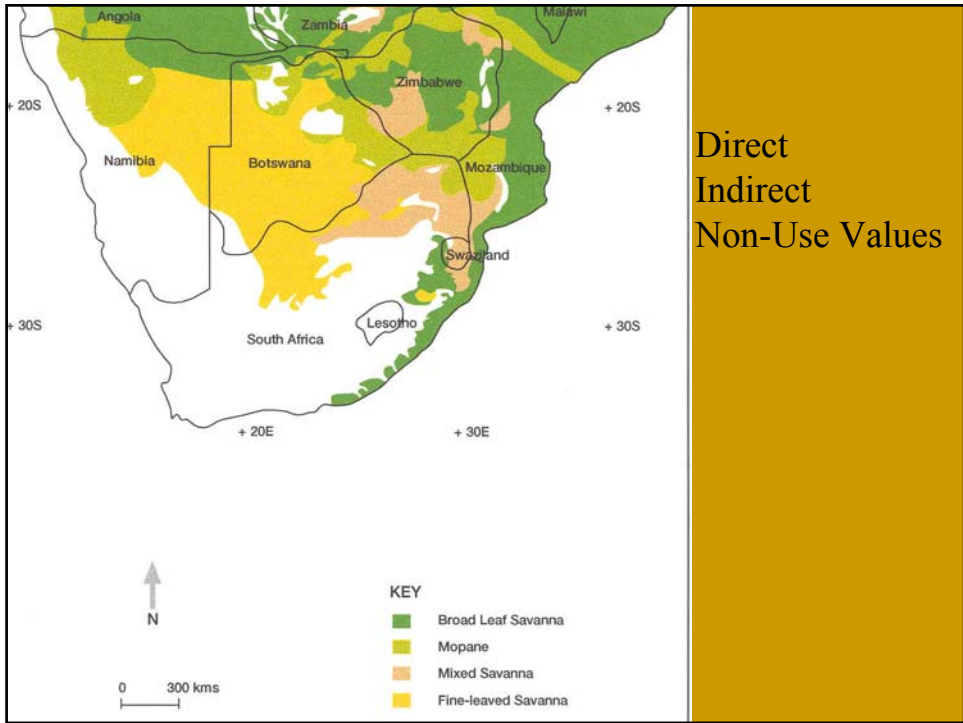 Angola
Zambia
Malawi
Zimbabwe
+ 20S
+ 20S
Namibia
Botswana
Mozambique
Swaziland
+ 30S
Lesotho
+ 30S
South Africa
+ 20E
+ 30E
N
0 300 kms
KEY
Broad Leaf Savanna
Mopane
Mixed Savanna
Fine-leaved Savanna
Direct
Indirect
Non-Use Values